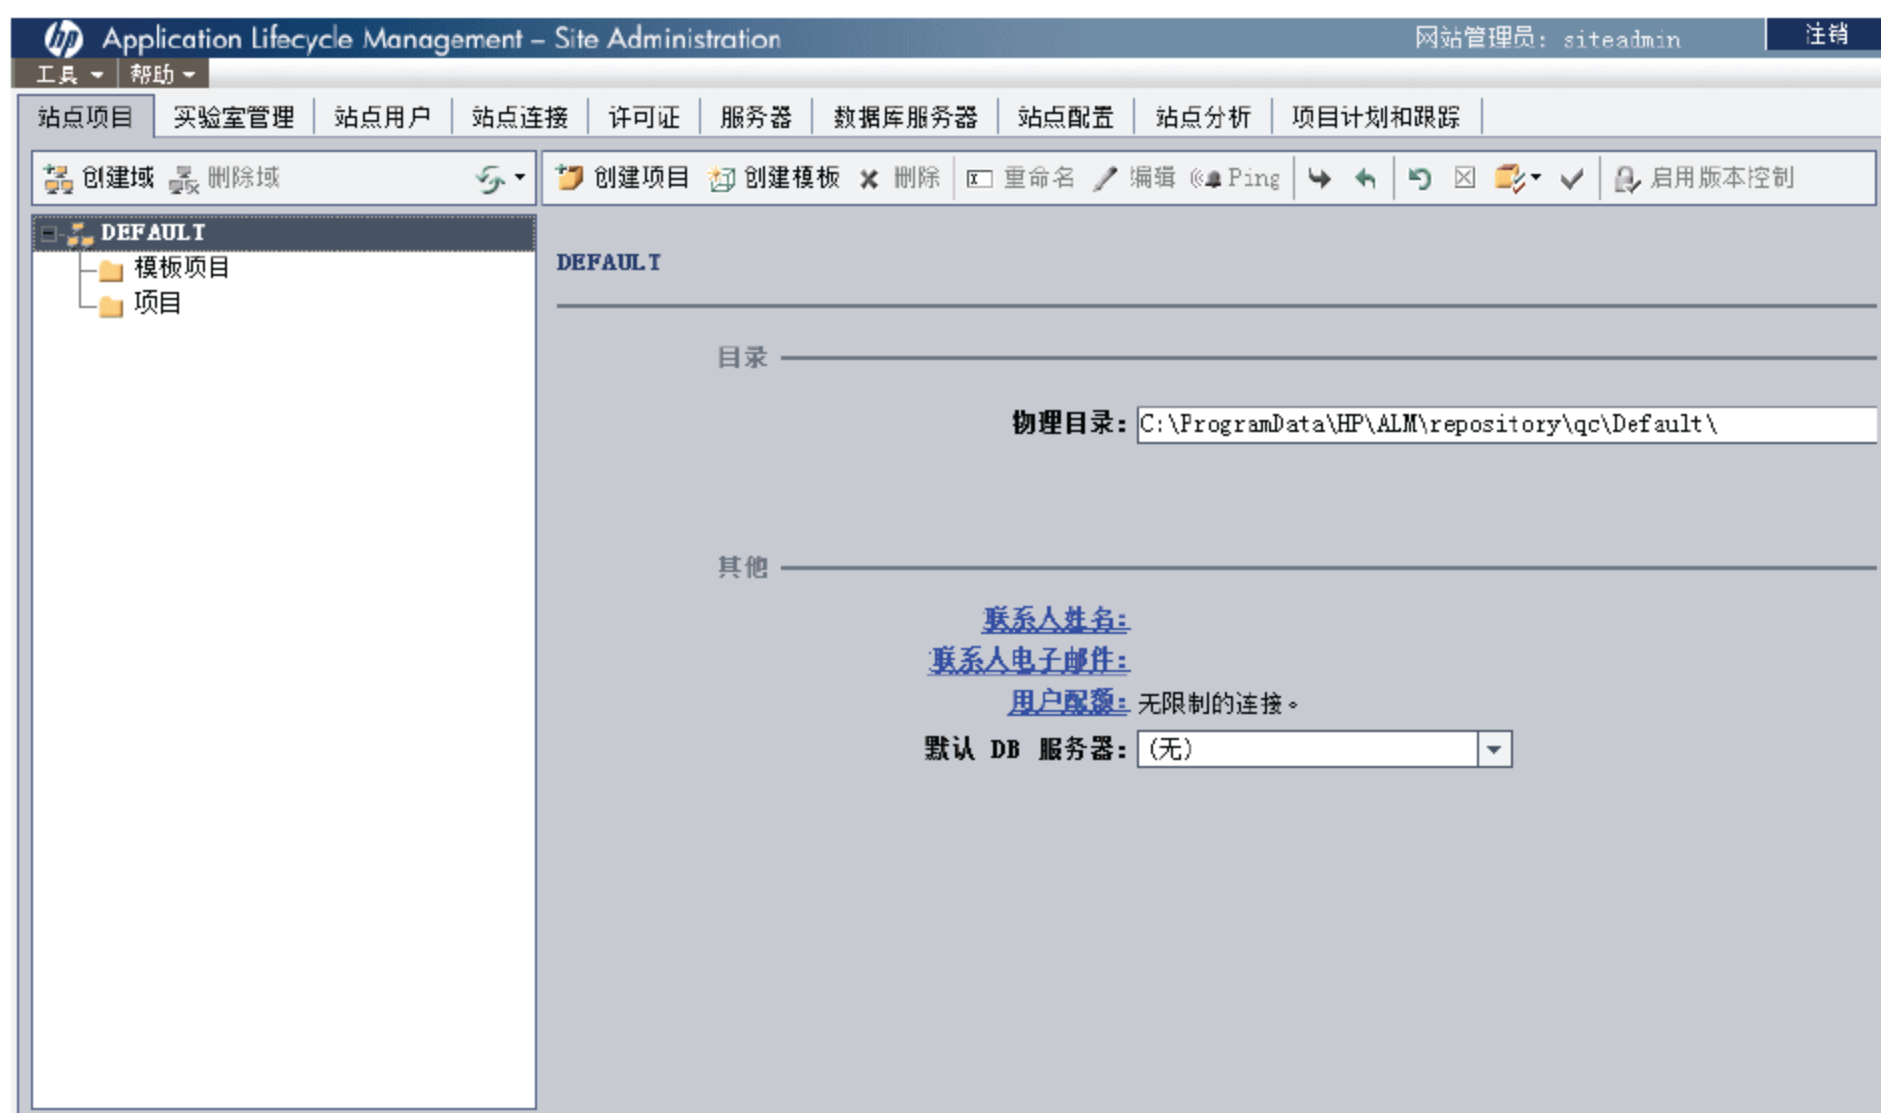 hp Application Lifecycle Management – Site Administration 网站管理员: siteadmin 注销
工具 帮助
站点项目 实验室管理 站点用户 站点连接 许可证 服务器 数据库服务器 站点配置 站点分析 项目计划和跟踪
创建域 删除域 创建项目 创建模板 删除 重命名 编辑 Ping 启用版本控制
DEFAULT
模板项目
项目
DEFAULT
目录
物理目录: C:\ProgramData\HP\ALM\repository\qc\Default\
其他
联系人姓名:
联系人电子邮件:
用户配额: 无限制的连接。
默认 DB 服务器: (无)